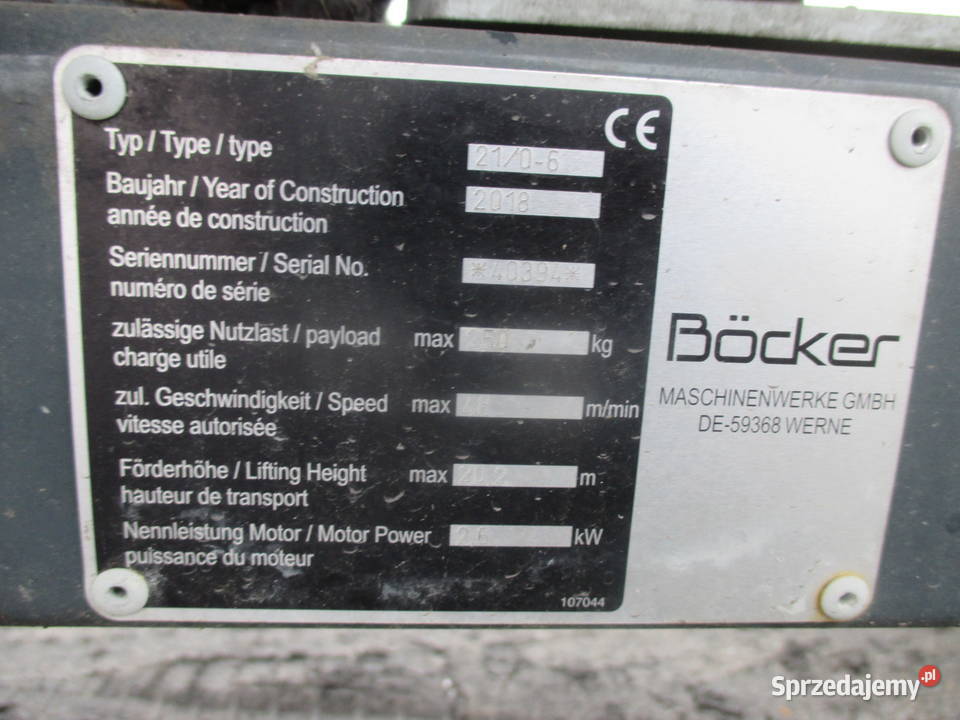 CE
Typ / Type / type 21/0-6
Baujahr / Year of Construction 2018
année de construction
Seriennummer / Serial No. *40394*
numéro de série
zulässige Nutzlast / payload max 250 kg
charge utile
zul. Geschwindigkeit / Speed max m/min
vitesse autorisée
Förderhöhe / Lifting Height max 20.2 m
hauteur de transport
Nennleistung Motor / Motor Power 2.6 kW
puissance du moteur
107044
Böcker
MASCHINENWERKE GMBH
DE-59368 WERNE
Sprzedajemy.pl